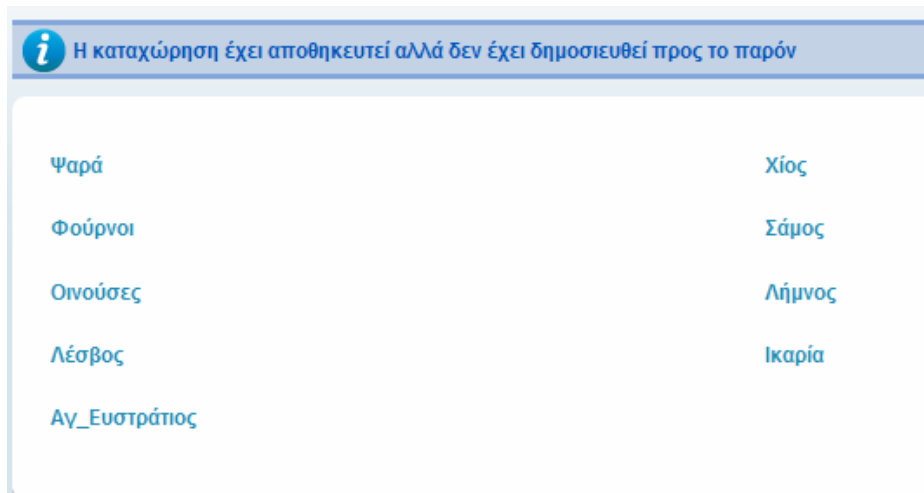 Η καταχώρηση έχει αποθηκευτεί αλλά δεν έχει δημοσιευθεί προς το παρόν
Ψαρά Χίος
Φούρνοι Σάμος
Οινούσες Λήμνος
Λέσβος Ικαρία
Αγ_Ευστράτιος